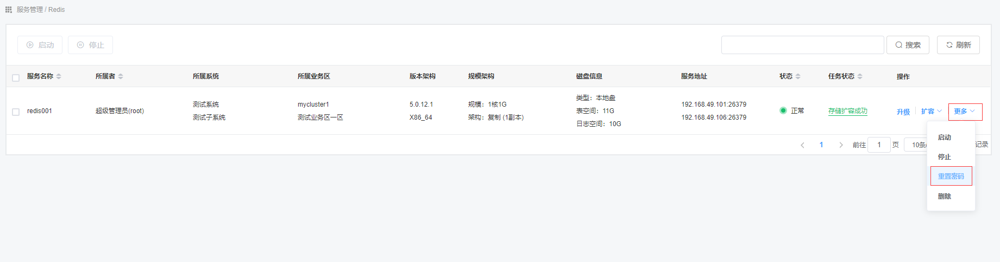 服务管理 / Redis
启动 停止 搜索 刷新
服务名称 所属者 所属系统 所属业务区 版本架构 规模架构 磁盘信息 服务地址 状态 任务状态 操作
redis001 超级管理员(root)
测试系统
测试子系统
mycluster1
测试业务区一区
5.0.12.1
X86_64
规模：1核1G
架构：复制 (1副本)
类型：本地盘
表空间：11G
日志空间：10G
192.168.49.101:26379
192.168.49.106:26379
正常
存储扩容成功
升级 扩容 更多
1 前往 1 页 10条/ 记录
启动
停止
重置密码
删除